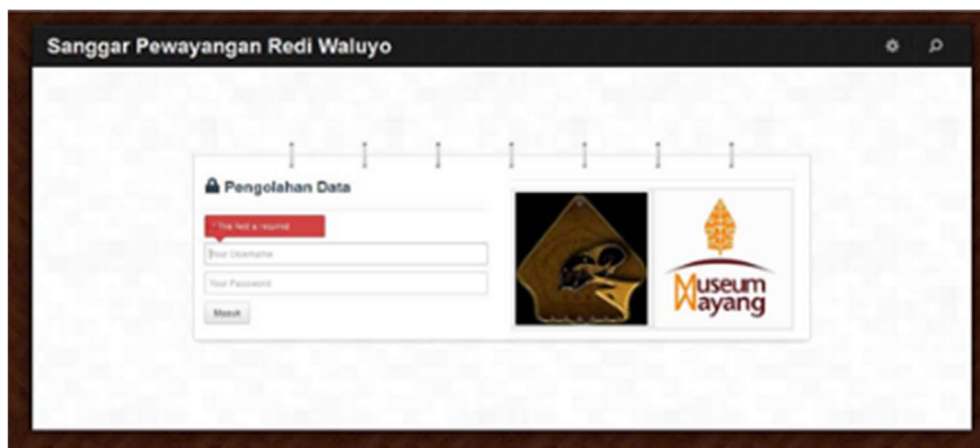 Sanggar Pewayangan Redi Waluyo
Pengolahan Data
* This field is required
Your Username
Your Password
Masuk
Museum
Wayang